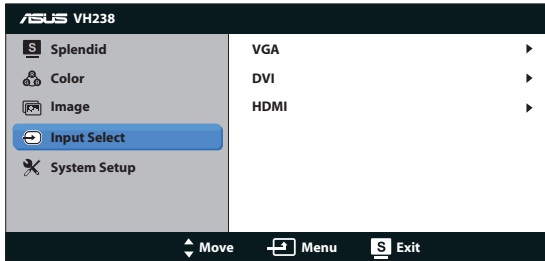 ASUS VH238
S Splendid
Color
Image
Input Select
System Setup
VGA
DVI
HDMI
Move Menu S Exit